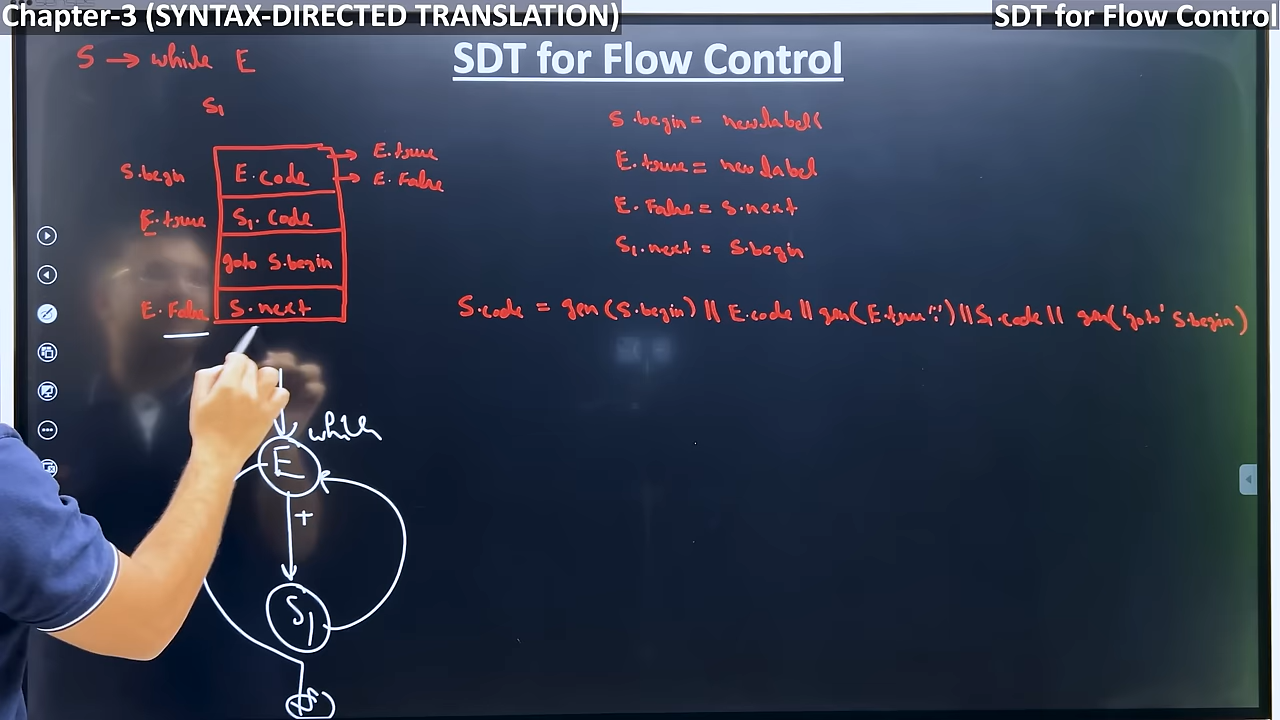 Chapter-3 (SYNTAX-DIRECTED TRANSLATION)
SDT for Flow Control
SDT for Flow Control
S → while E
S₁
S.begin
E.code
→ E.true
→ E.False
E.true
S₁.code
goto S.begin
E.False
S.next
S.begin = newlabel(
E.true = newlabel
E.False = S.next
S₁.next = S.begin
S.code = gen(S.begin) || E.code || gen(E.true ':') || S₁.code || gen('goto' S.begin)
while
E
+
S₁